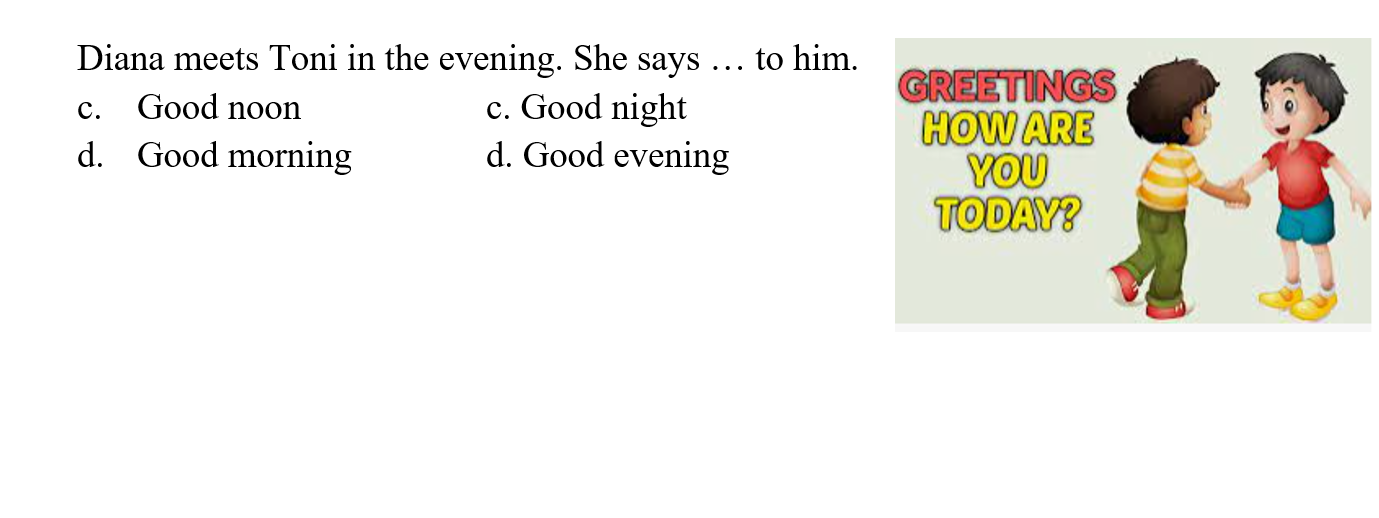 Diana meets Toni in the evening. She says … to him.
c. Good noon c. Good night
d. Good morning d. Good evening
GREETINGS
HOW ARE
YOU
TODAY?